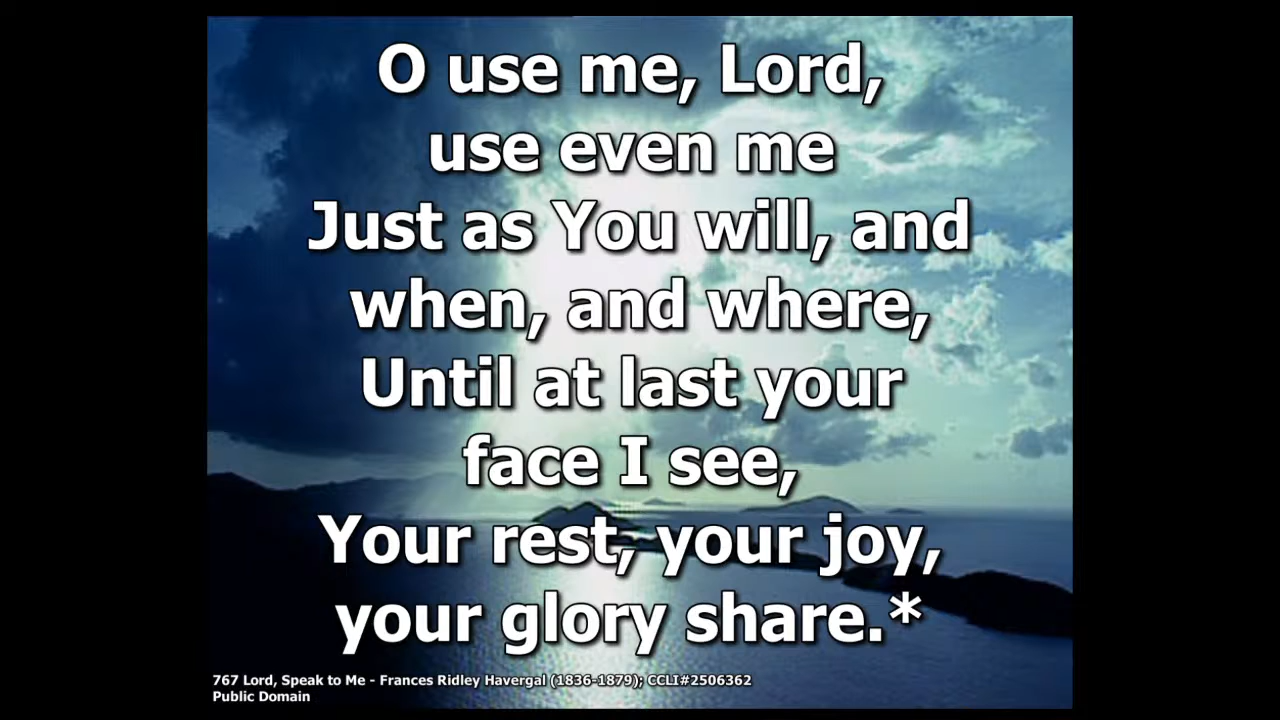 O use me, Lord,
use even me
Just as You will, and
when, and where,
Until at last your
face I see,
Your rest, your joy,
your glory share.*
767 Lord, Speak to Me - Frances Ridley Havergal (1836-1879); CCLI#2506362
Public Domain